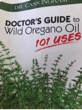 DOCTOR'S GUIDE to
Wild Oregano Oil
101 USES